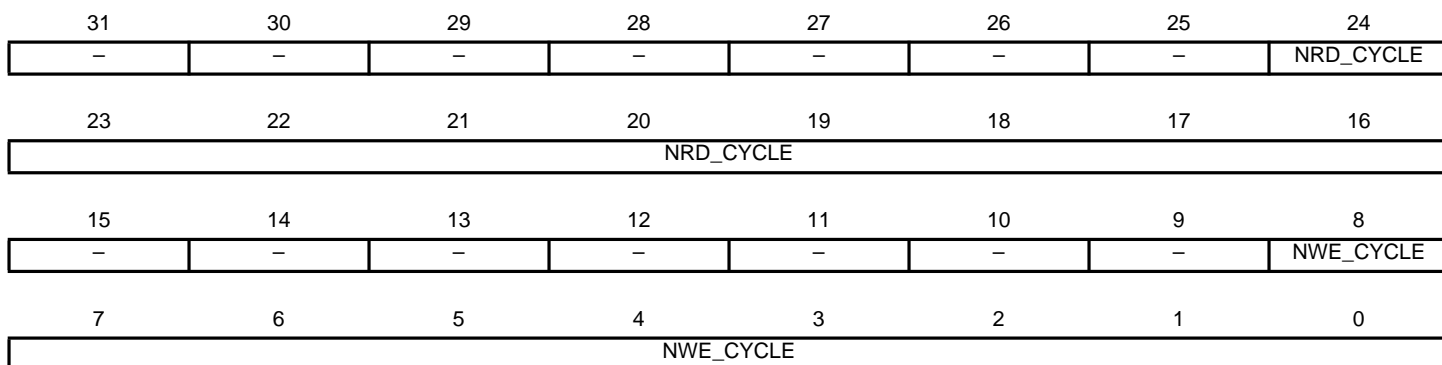 31 30 29 28 27 26 25 24
– – – – – – – NRD_CYCLE
23 22 21 20 19 18 17 16
NRD_CYCLE
15 14 13 12 11 10 9 8
– – – – – – – NWE_CYCLE
7 6 5 4 3 2 1 0
NWE_CYCLE